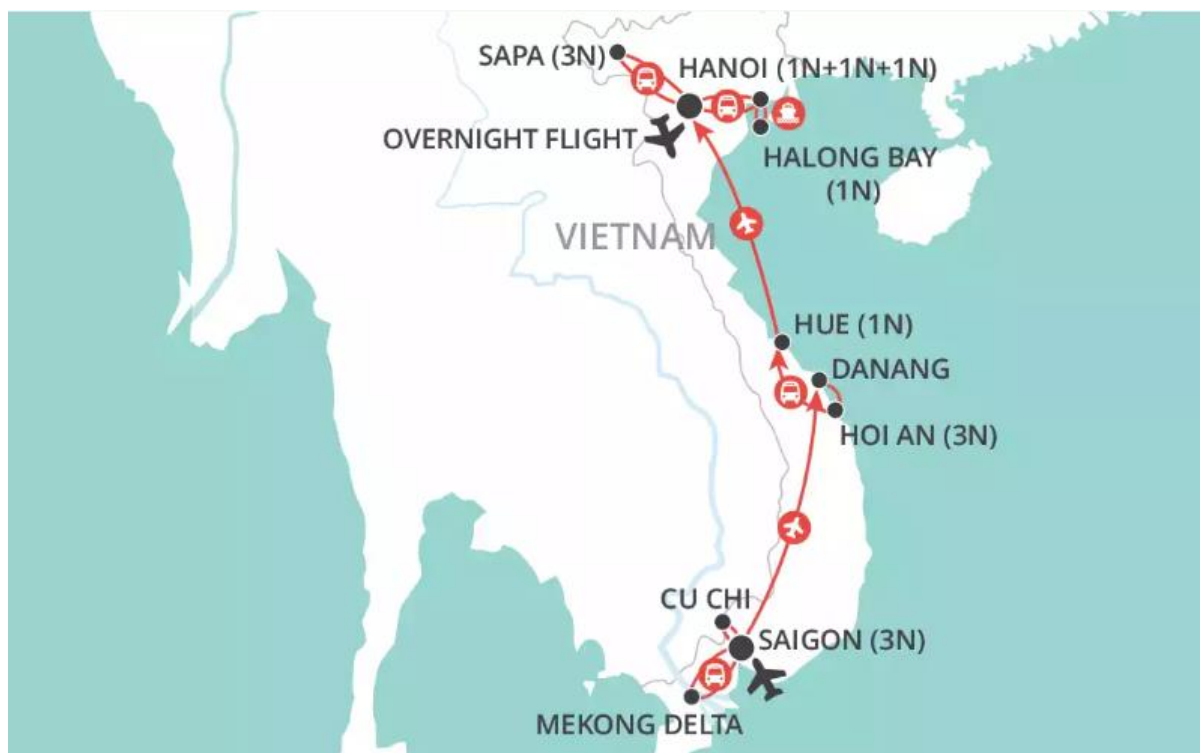 SAPA (3N)
HANOI (1N+1N+1N)
OVERNIGHT FLIGHT
HALONG BAY
(1N)
VIETNAM
HUE (1N)
DANANG
HOI AN (3N)
CU CHI
SAIGON (3N)
MEKONG DELTA